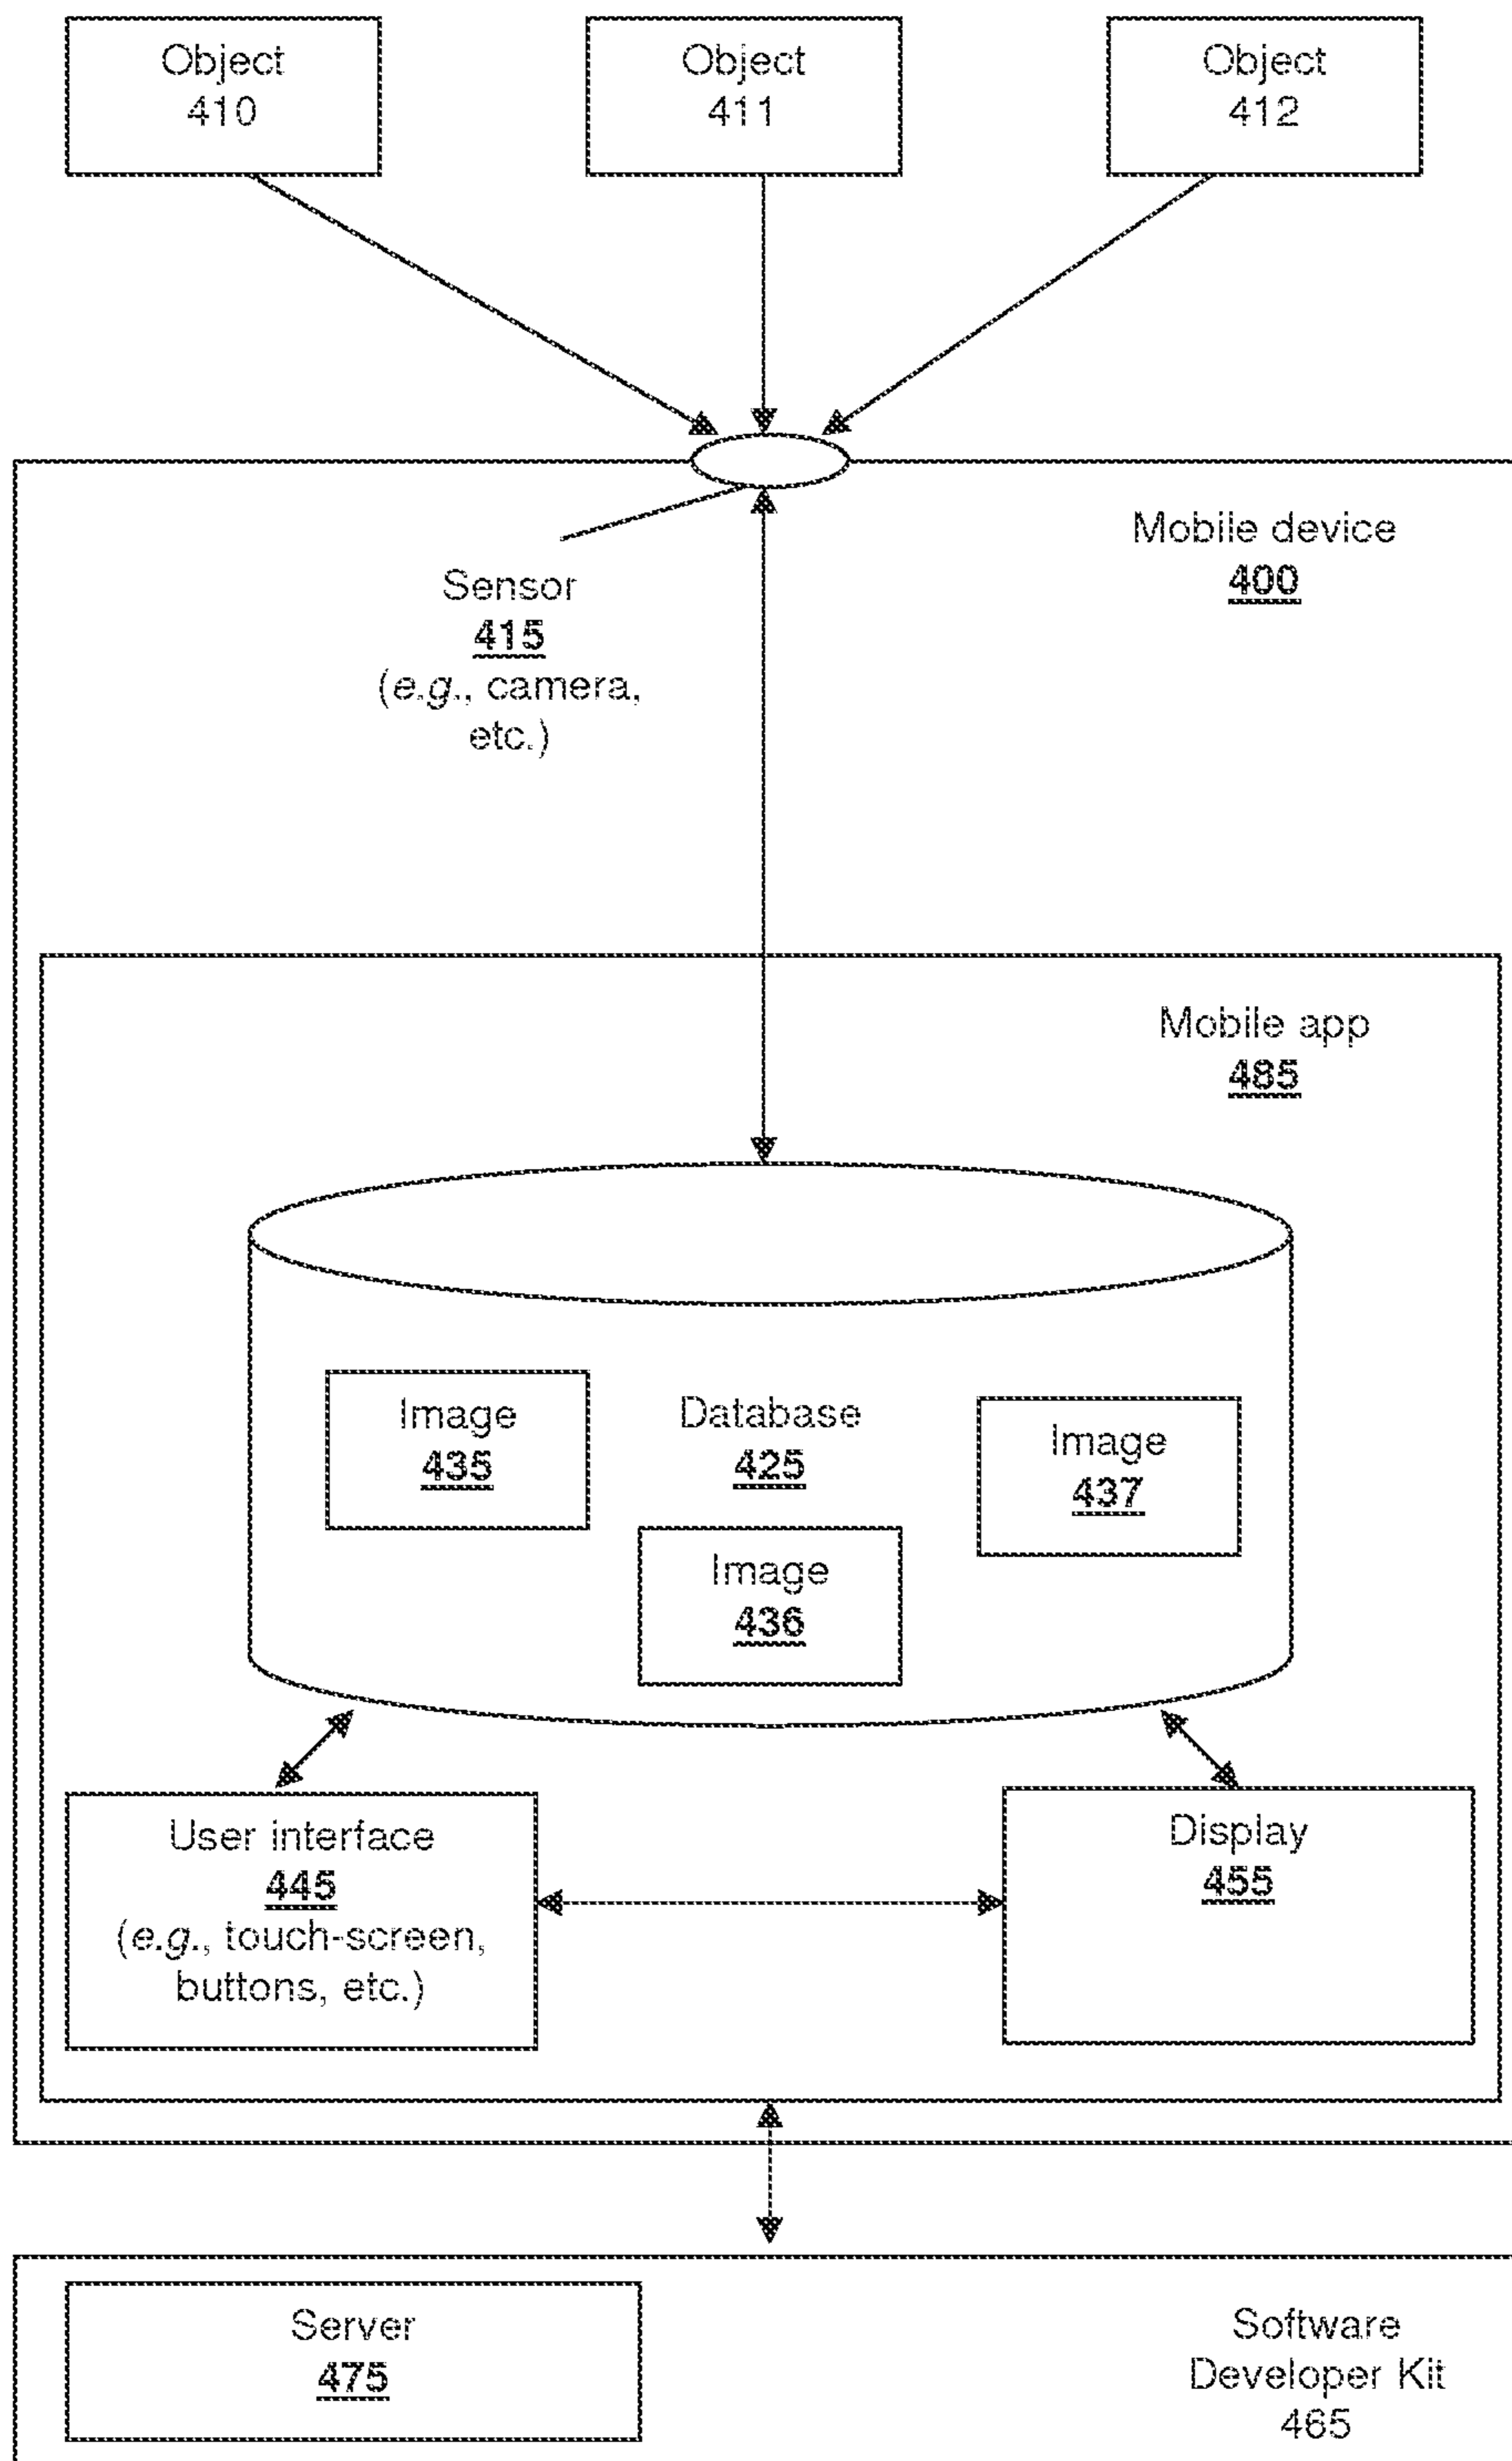 Object
410
Object
411
Object
412
Mobile device
400
Sensor
415
(e.g., camera,
etc.)
Mobile app
485
Image
435
Database
425
Image
437
Image
436
User interface
445
(e.g., touch-screen,
buttons, etc.)
Display
455
Server
475
Software
Developer Kit
465